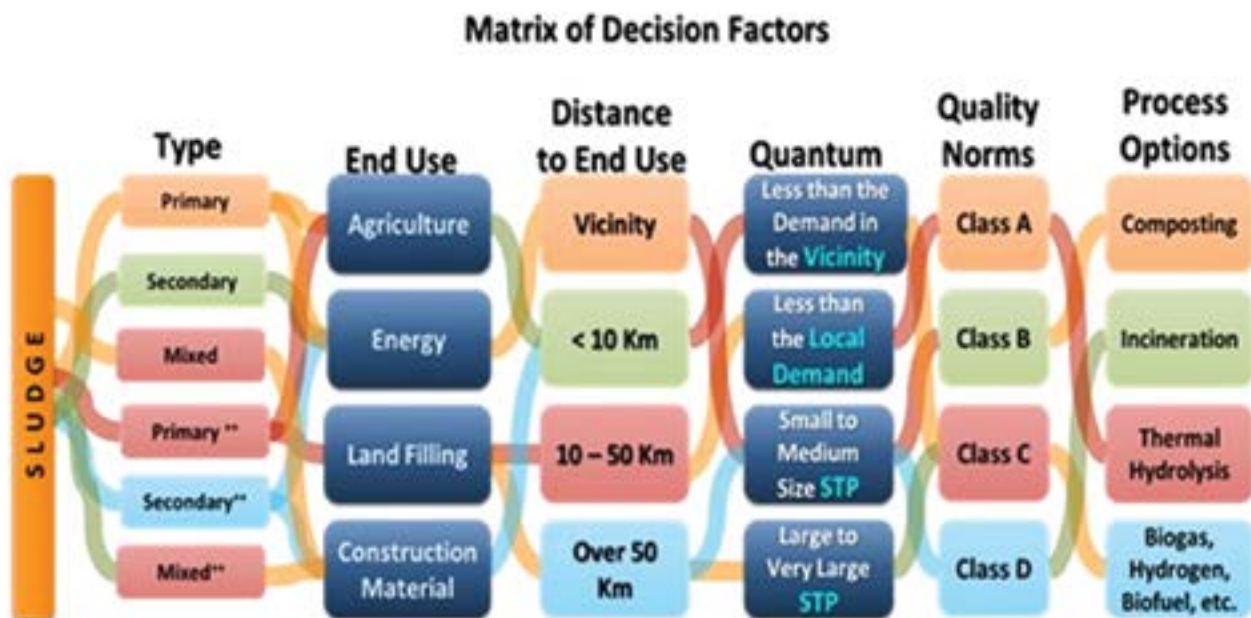 Matrix of Decision Factors
Type
End Use
Distance
to End Use
Quantum
Quality
Norms
Process
Options
SLUDGE
Primary
Secondary
Mixed
Primary **
Secondary**
Mixed**
Agriculture
Energy
Land Filling
Construction
Material
Vicinity
< 10 Km
10 – 50 Km
Over 50
Km
Less than the
Demand in
the Vicinity
Less than
the Local
Demand
Small to
Medium
Size STP
Large to
Very Large
STP
Class A
Class B
Class C
Class D
Composting
Incineration
Thermal
Hydrolysis
Biogas,
Hydrogen,
Biofuel, etc.